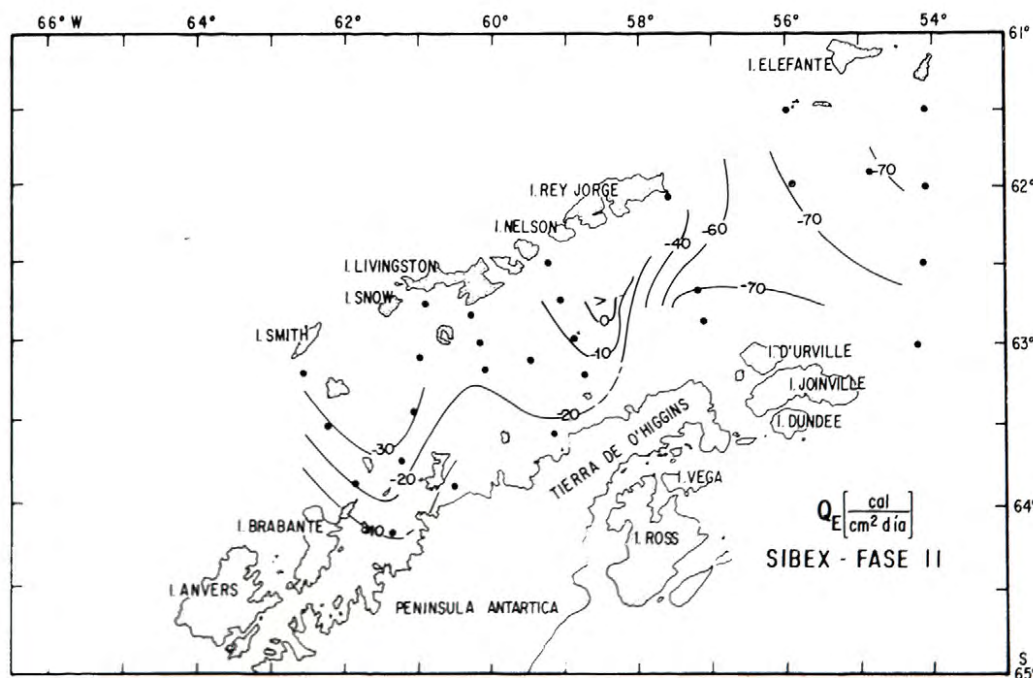 66° W 64° 62° 60° 58° 56° 54°
61°
I. ELEFANTE
-70
62°
I. REY JORGE
-60
I. NELSON
-40
-70
I. LIVINGSTON
-70
I. SNOW
0
-10
I. SMITH
63°
I. D'URVILLE
I. JOINVILLE
-20
I. DUNDEE
-30
TIERRA DE O'HIGGINS
-20
I. VEGA
64°
I. BRABANTE
I. ROSS
Q_E [cal / cm² día]
SIBEX - FASE II
I. ANVERS
PENINSULA ANTARTICA
S
65°